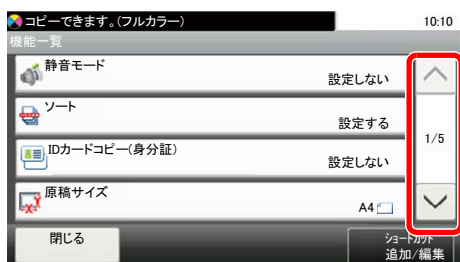 コピーできます。(フルカラー)
10:10
機能一覧
静音モード
設定しない
ソート
設定する
1/5
IDカードコピー(身分証)
設定しない
原稿サイズ
A4
閉じる
ショートカット
追加/編集